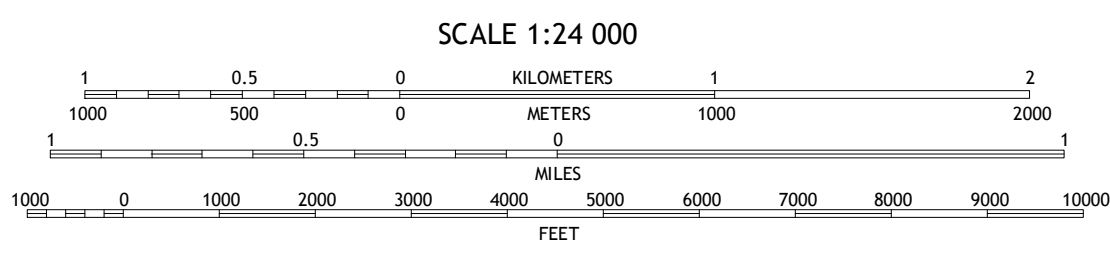 SCALE 1:24 000
1 0.5 0 KILOMETERS 1 2
1000 500 0 METERS 1000 2000
1 0.5 0 1
MILES
1000 0 1000 2000 3000 4000 5000 6000 7000 8000 9000 10000
FEET